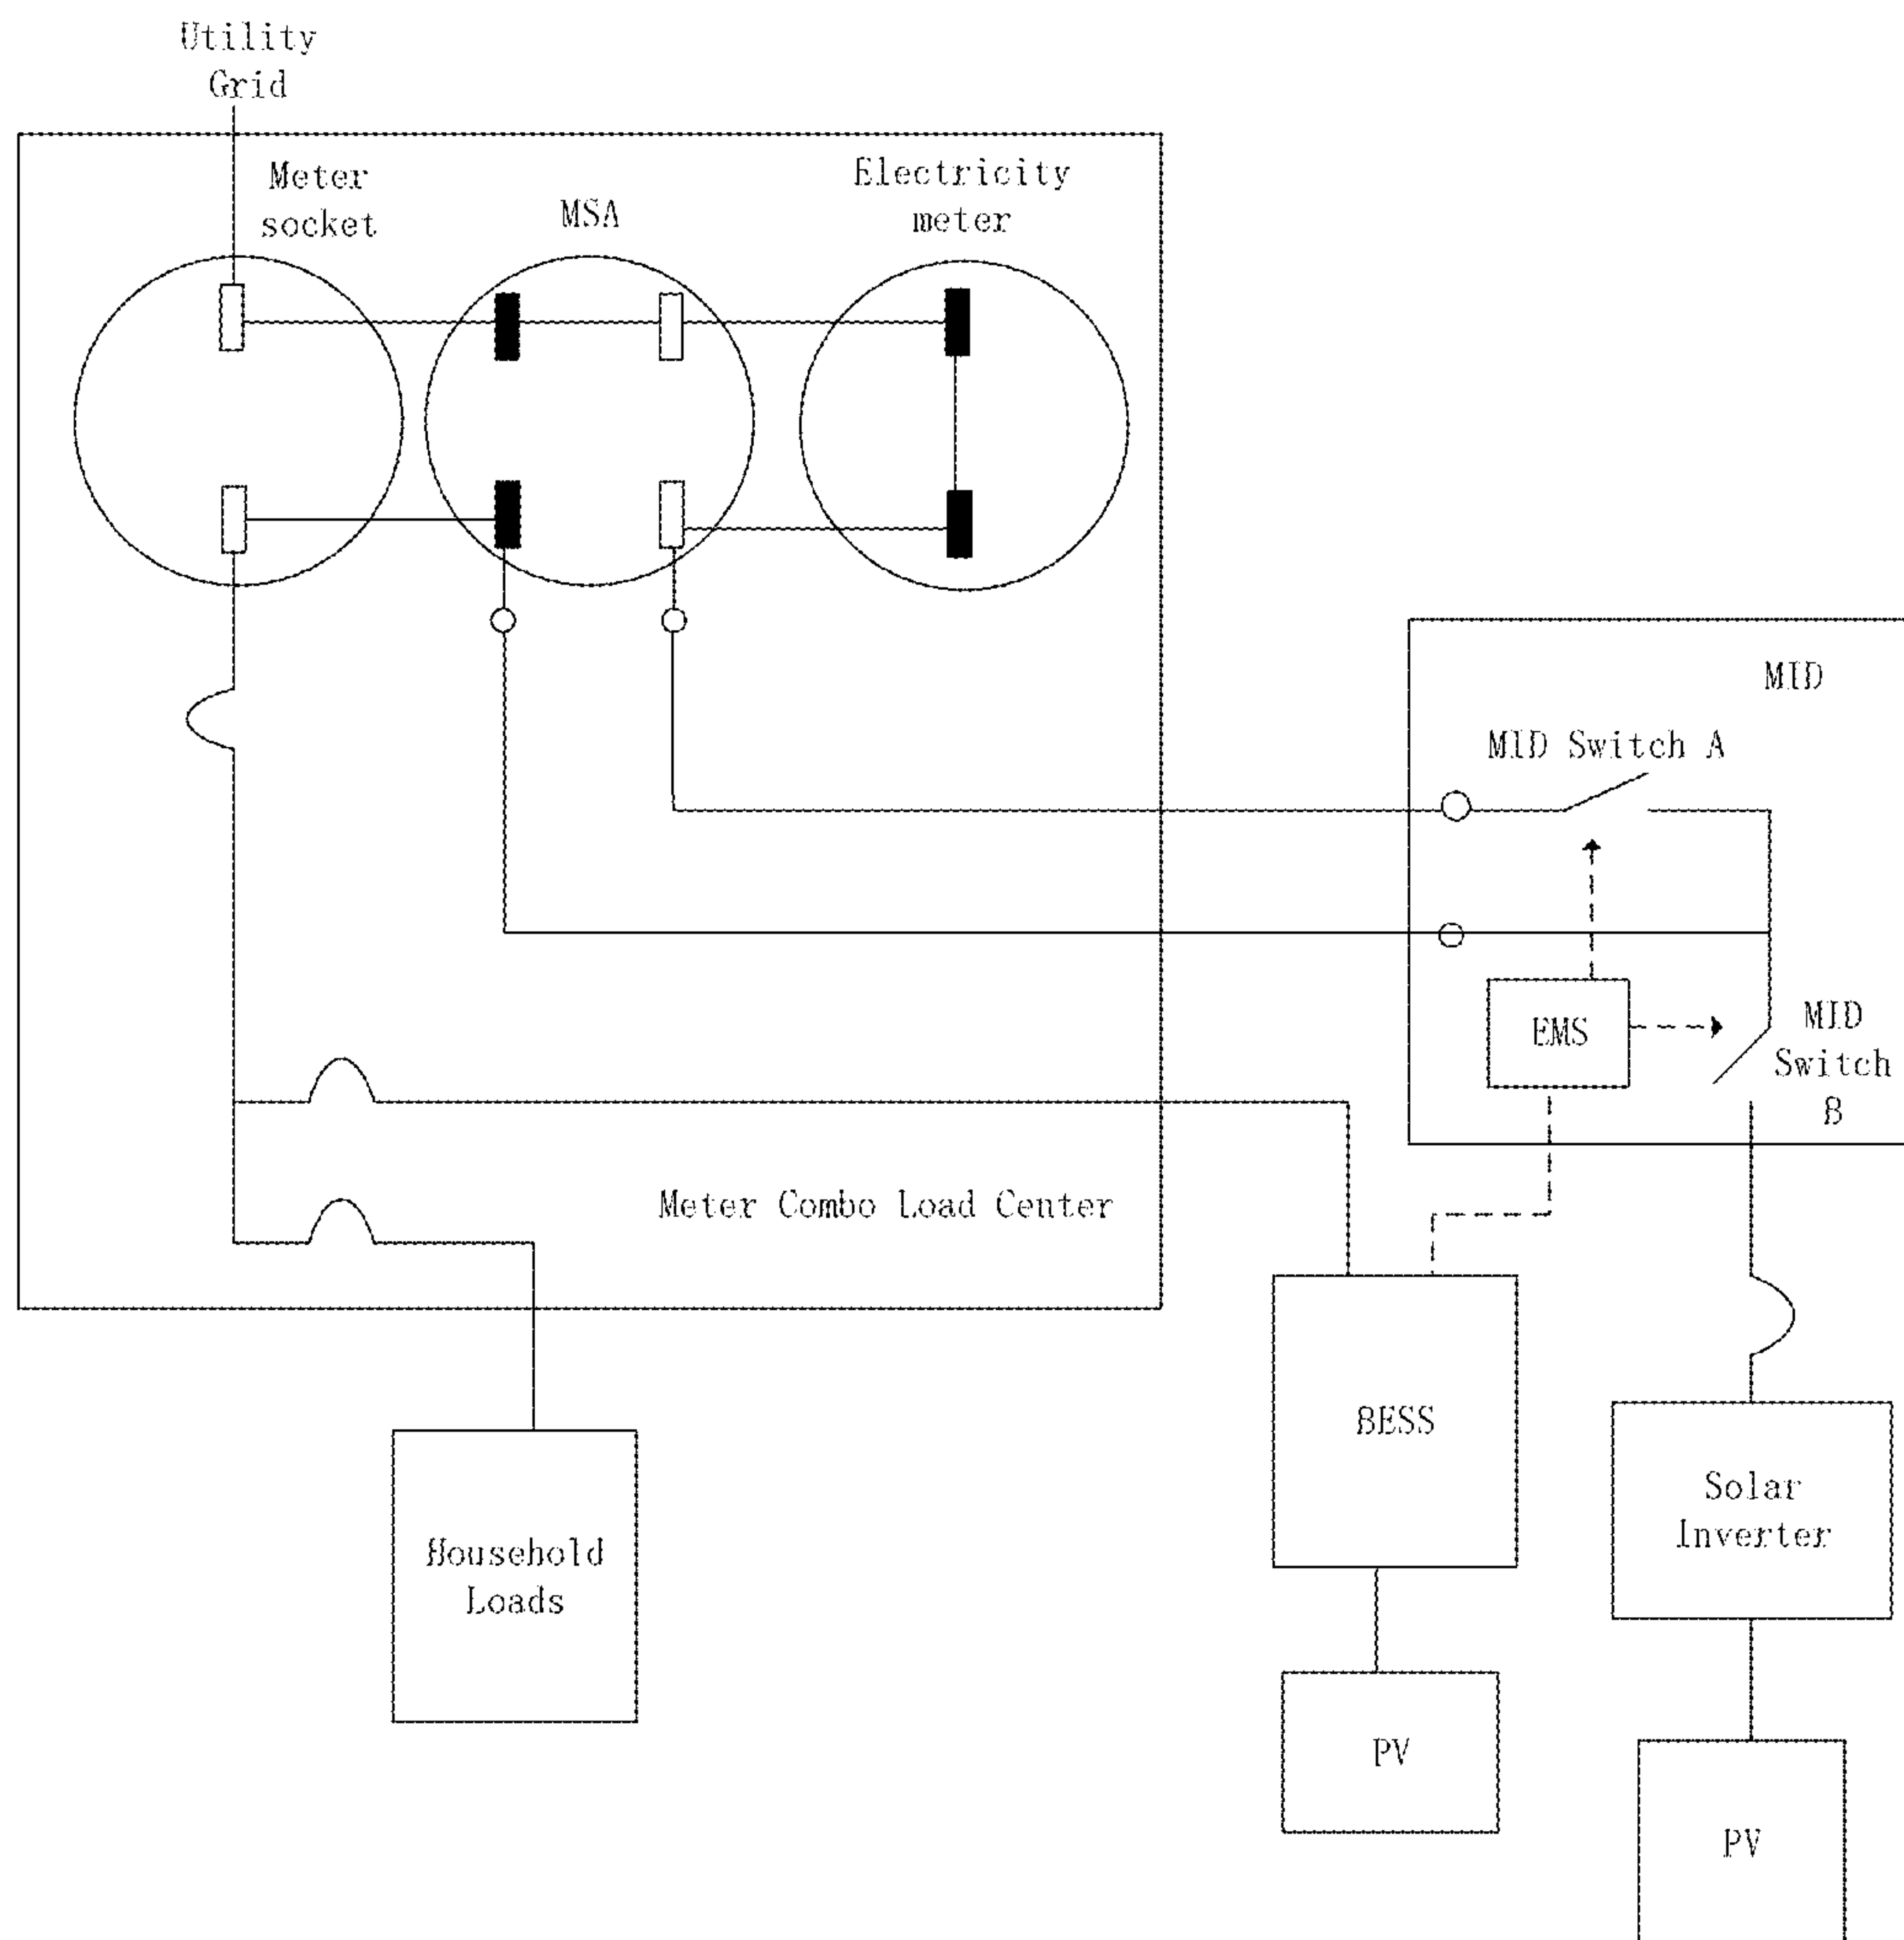 Utility
Grid
Meter
socket
MSA
Electricity
meter
MID
MID Switch A
EMS
MID
Switch
B
Meter Combo Load Center
BESS
Solar
Inverter
Household
Loads
PV
PV